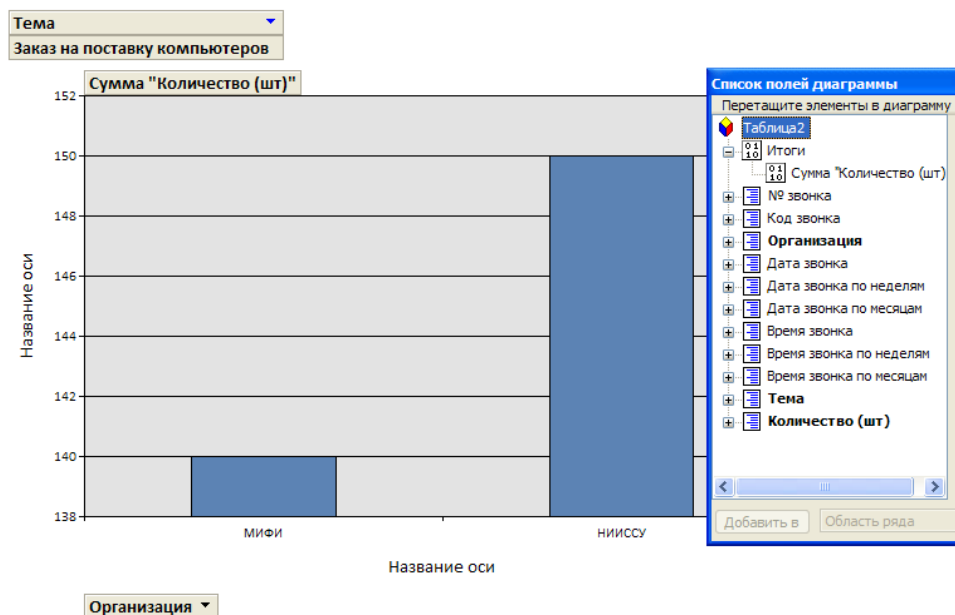 Тема
Заказ на поставку компьютеров
Сумма "Количество (шт)"
152
150
148
146
144
142
140
138
Название оси
МИФИ
НИИССУ
Название оси
Организация
Список полей диаграммы
Перетащите элементы в диаграмму
Таблица2
Итоги
Сумма "Количество (шт)
№ звонка
Код звонка
Организация
Дата звонка
Дата звонка по неделям
Дата звонка по месяцам
Время звонка
Время звонка по неделям
Время звонка по месяцам
Тема
Количество (шт)
Добавить в
Область ряда